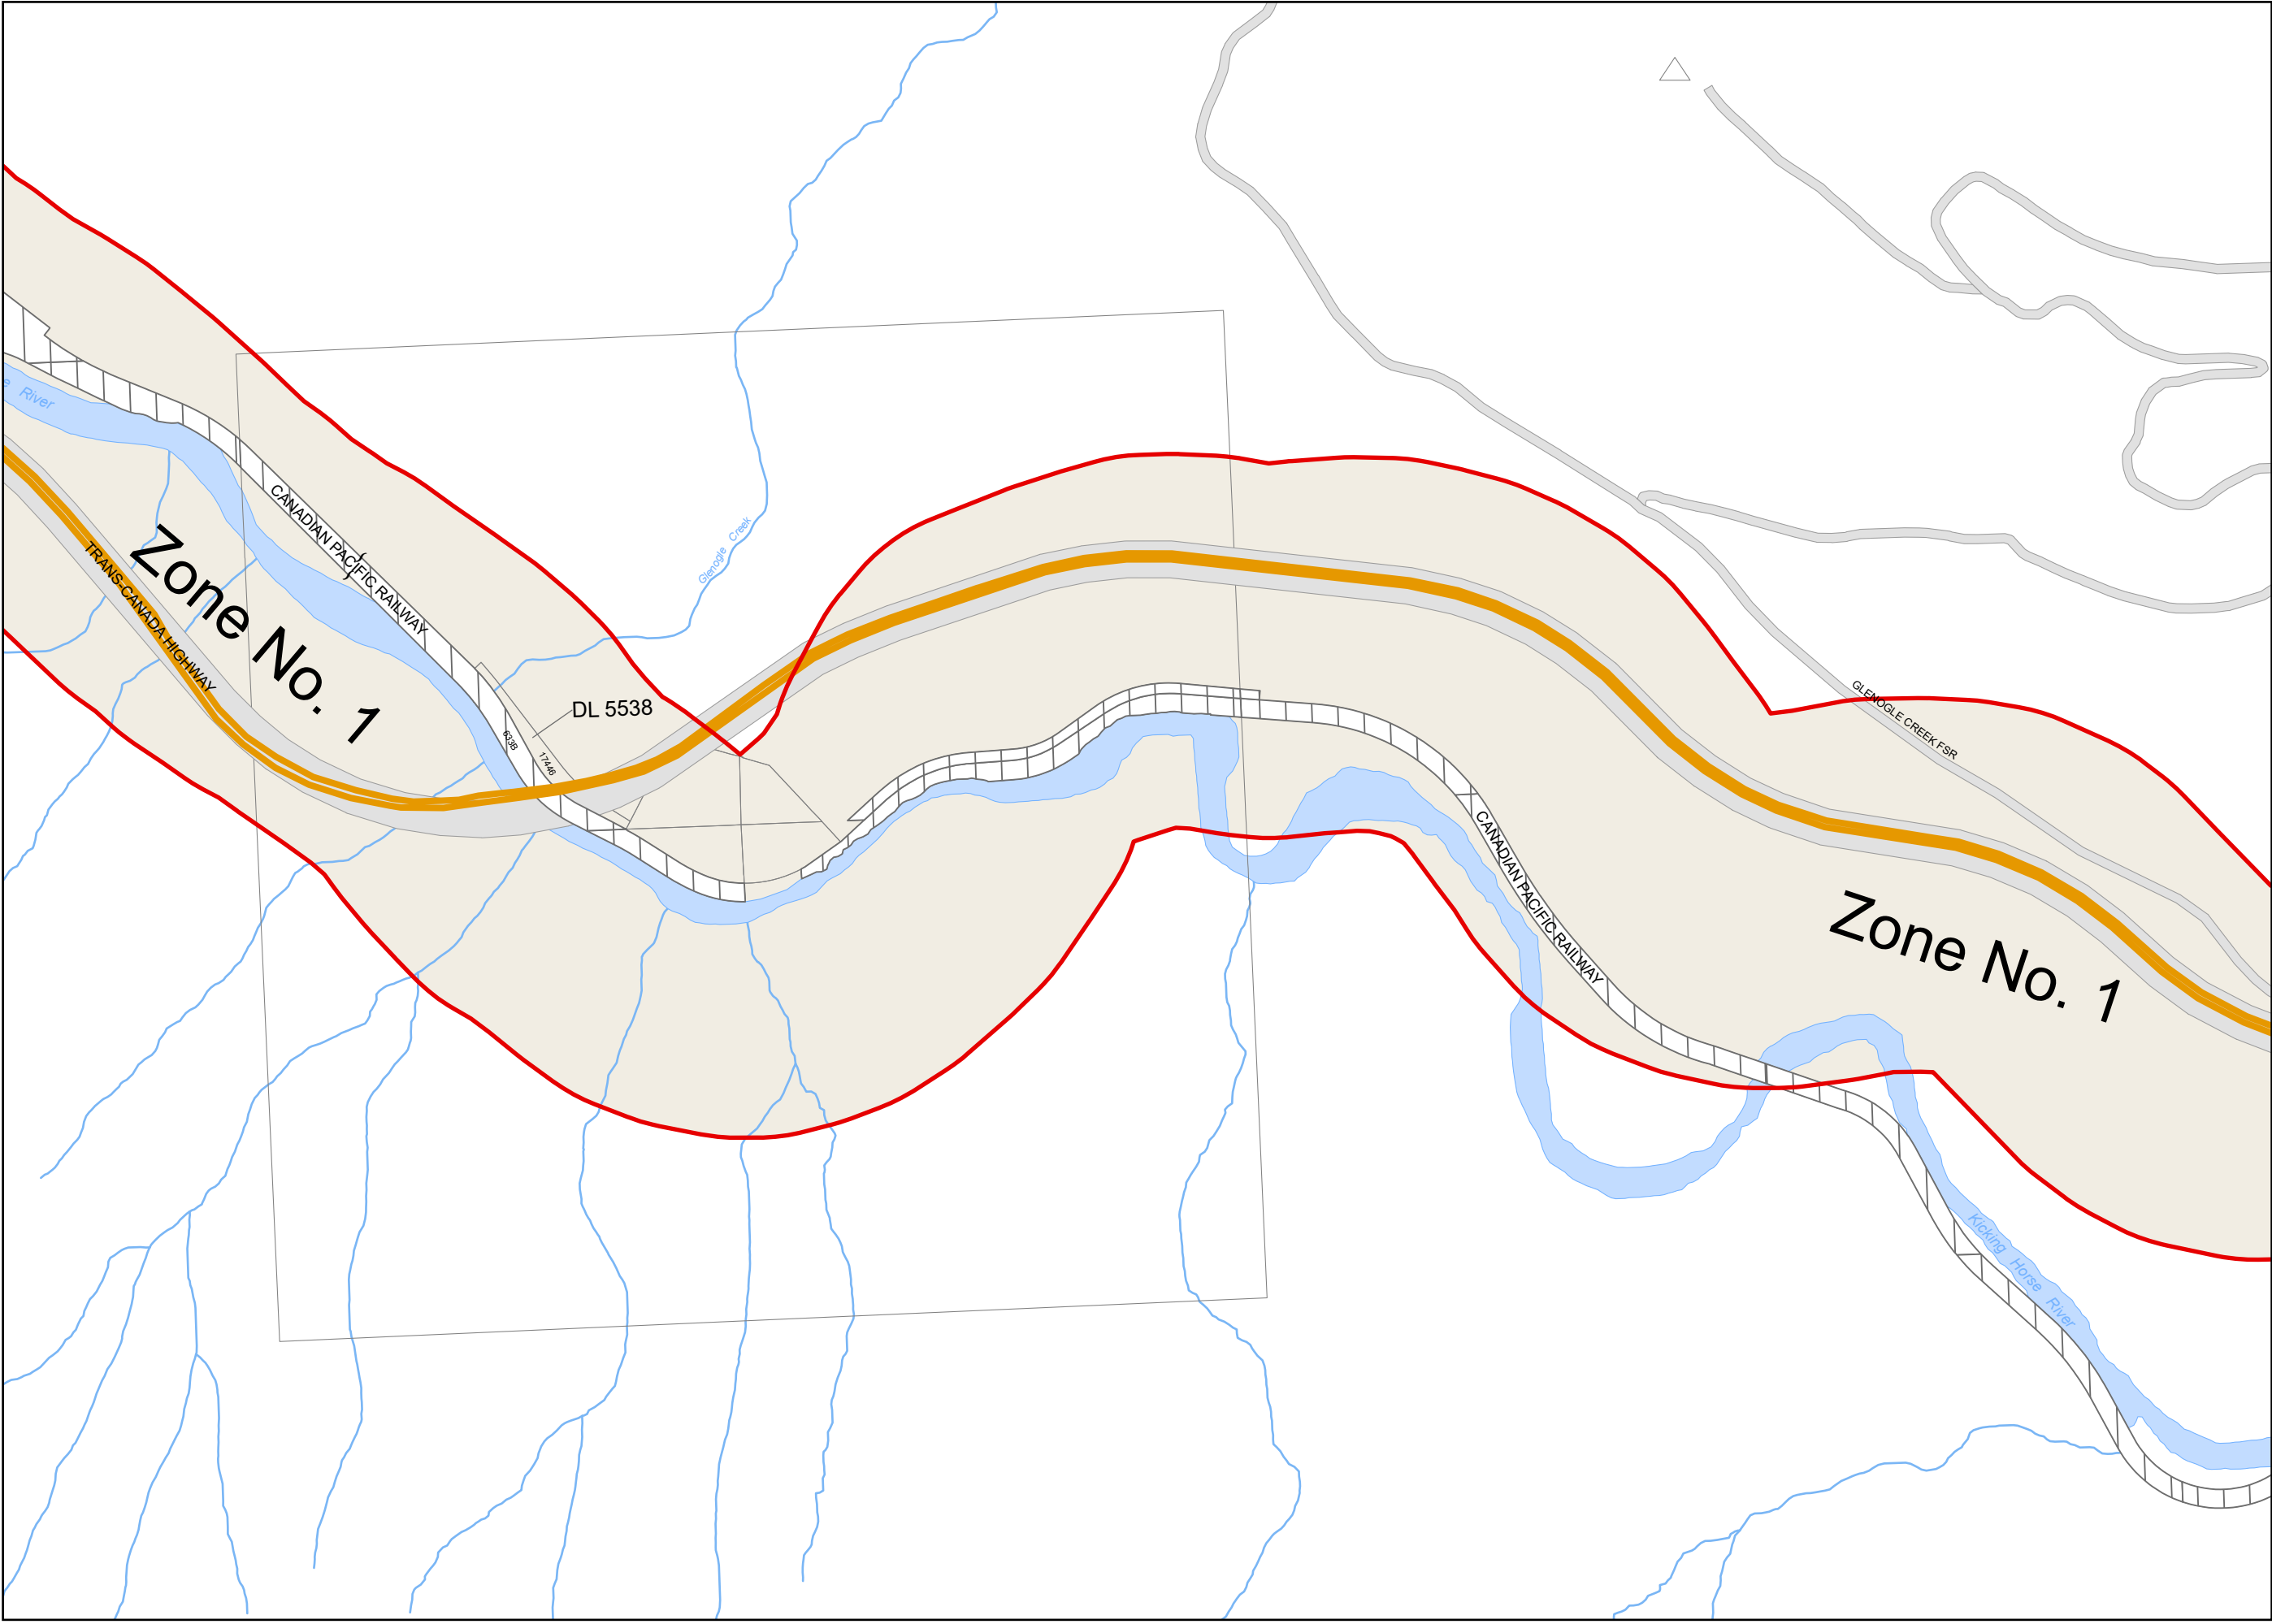 River
CANADIAN PACIFIC RAILWAY
Zone No. 1
TRANS-CANADA HIGHWAY
Glenogle Creek
DL 5538
633B
17446
GLENOGLE CREEK FSR
CANADIAN PACIFIC RAILWAY
Zone No. 1
Kicking Horse River